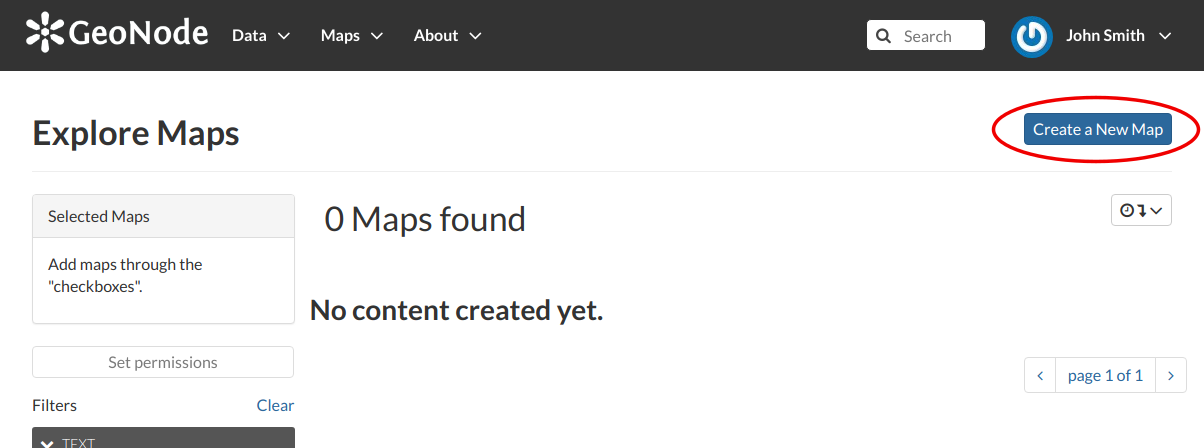 GeoNode Data Maps About Search John Smith
Explore Maps
Create a New Map
Selected Maps
Add maps through the
"checkboxes".
0 Maps found
No content created yet.
Set permissions
page 1 of 1
Filters Clear
TEXT